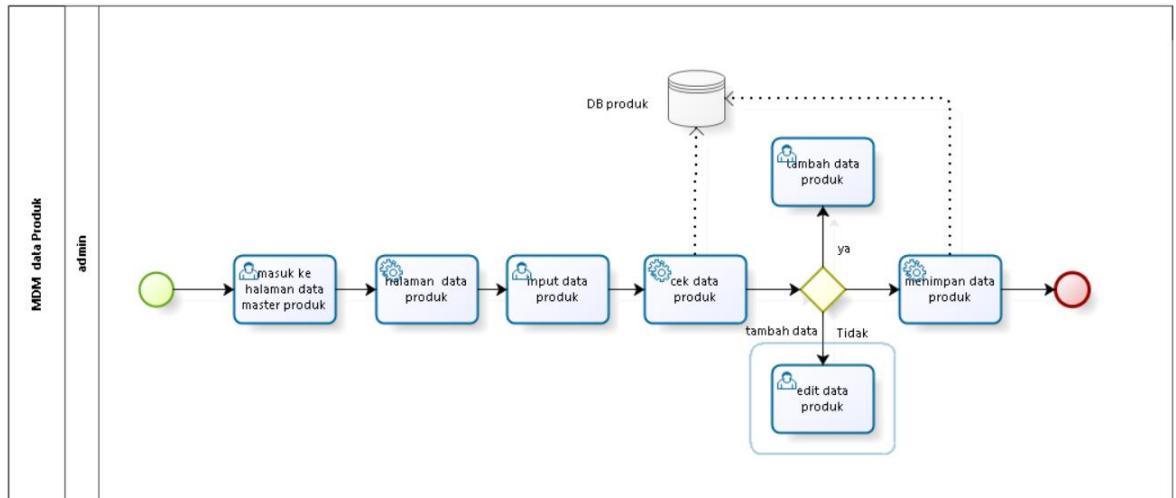 MDM data Produk
admin
DB produk
tambah data
produk
ya
masuk ke
halaman data
master produk
halaman data
produk
input data
produk
cek data
produk
menimpan data
produk
tambah data
Tidak
edit data
produk